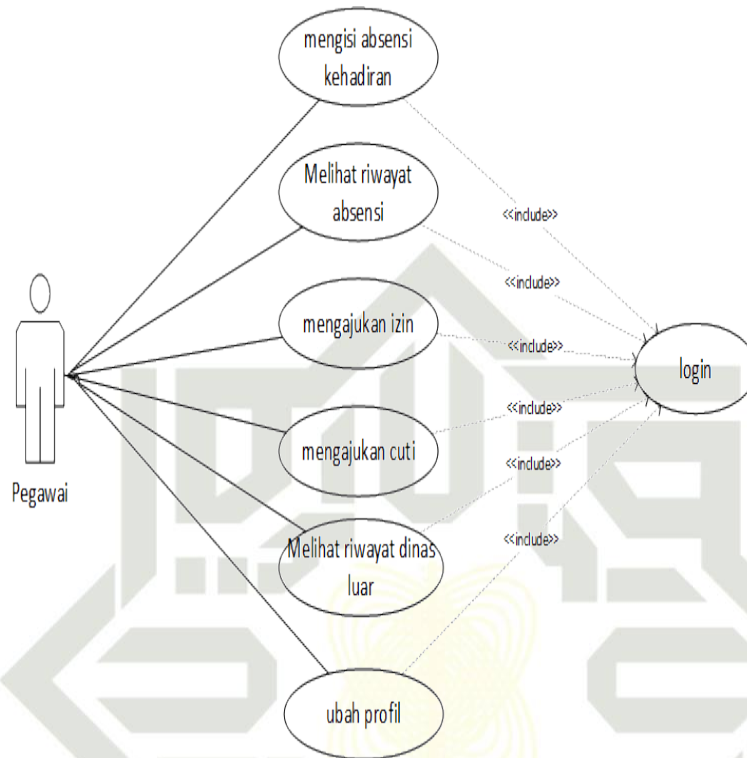 mengisi absensi
kehadiran
Melihat riwayat
absensi
<<include>>
<<include>>
mengajukan izin
<<include>>
login
<<include>>
mengajukan cuti
<<include>>
Pegawai
<<include>>
Melihat riwayat dinas
luar
ubah profil